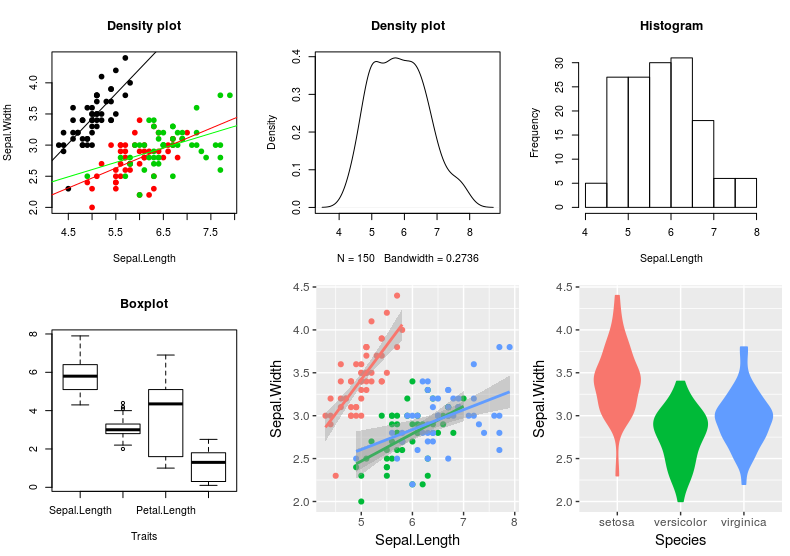 Density plot
Sepal.Width
2.0 2.5 3.0 3.5 4.0
4.5 5.5 6.5 7.5
Sepal.Length
Density plot
Density
0.0 0.1 0.2 0.3 0.4
4 5 6 7 8
N = 150 Bandwidth = 0.2736
Histogram
Frequency
0 5 10 15 20 25 30
4 5 6 7 8
Sepal.Length
Boxplot
0 2 4 6 8
Sepal.Length Petal.Length
Traits
Sepal.Width
4.5
4.0
3.5
3.0
2.5
2.0
5 6 7 8
Sepal.Length
Sepal.Width
4.5
4.0
3.5
3.0
2.5
2.0
setosa versicolor virginica
Species